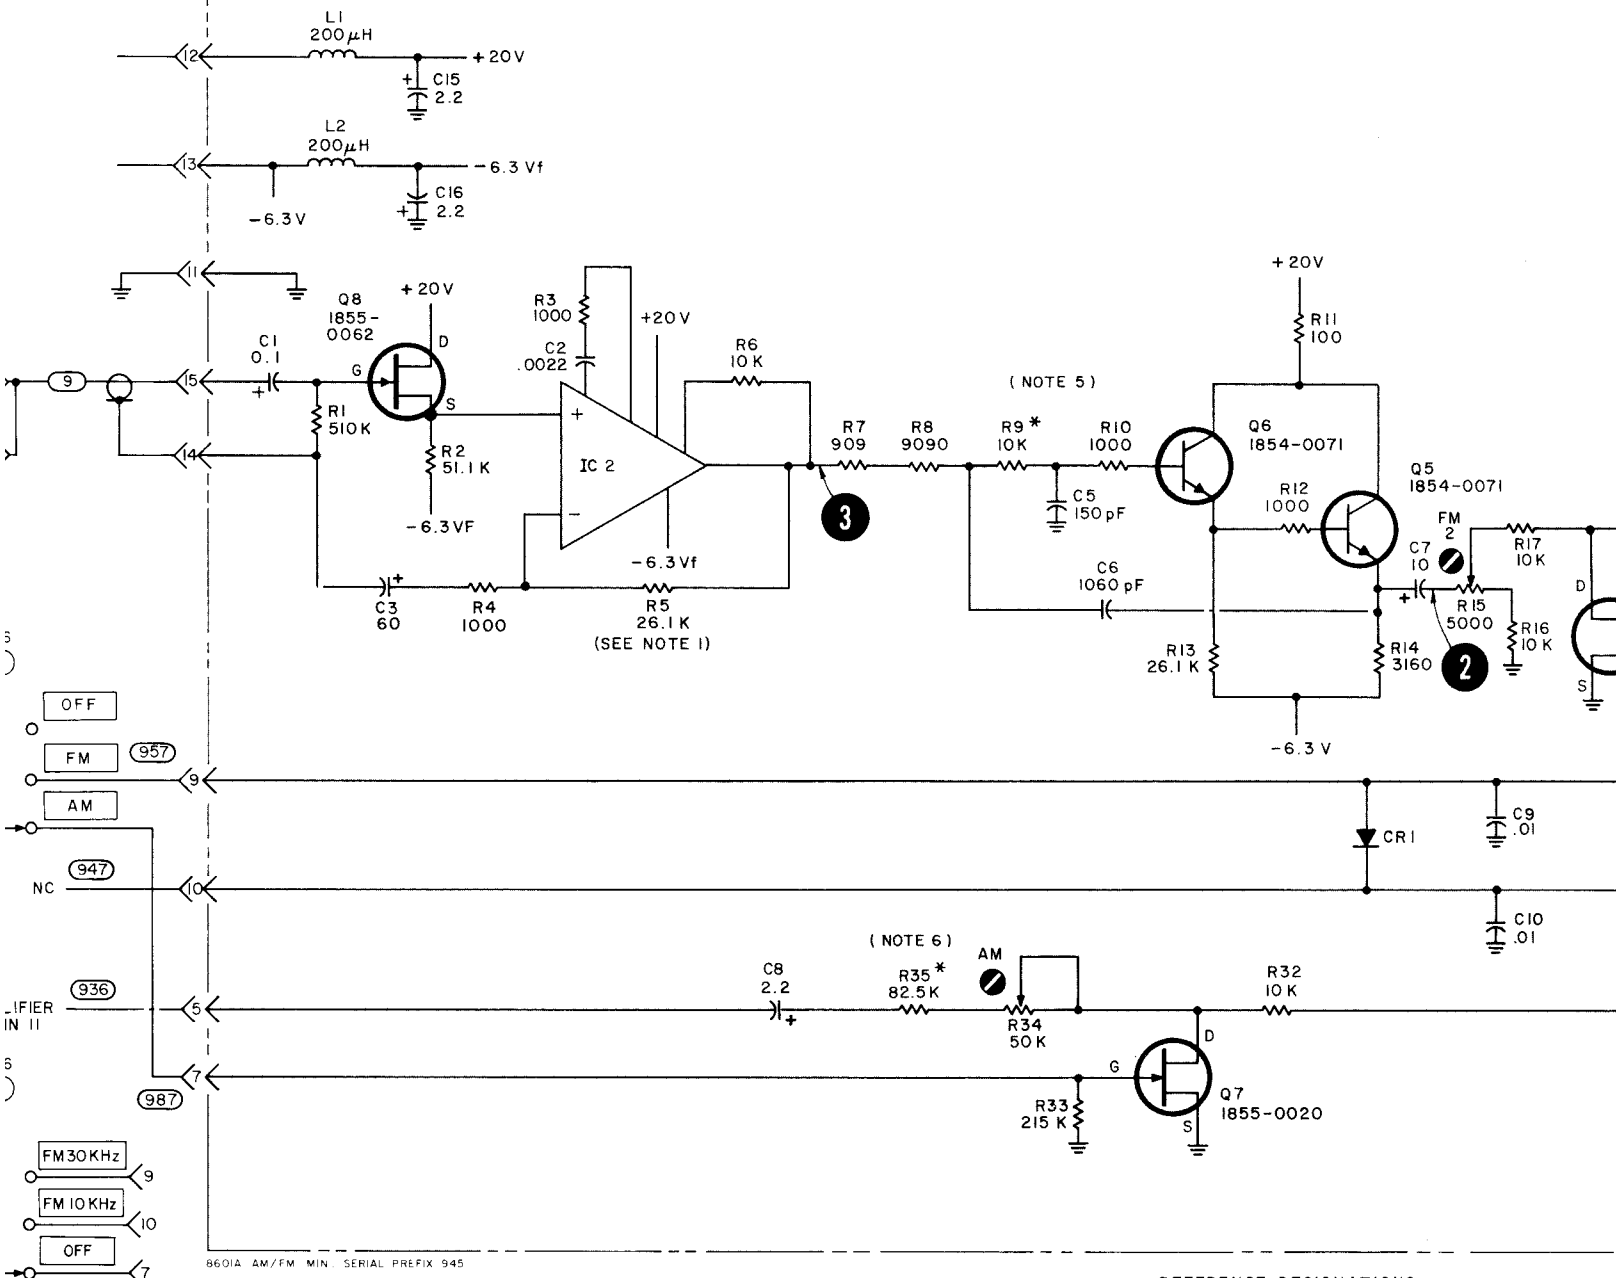 L1
200µH
12
+20V
+
C15
2.2
L2
200µH
13
-6.3 Vf
-6.3V
C16
+ 2.2
11
+20V
Q8
1855-
0062
R3
1000
+20V
C2
.0022
R6
10K
C1
0.1
+
G
D
S
9
15
14
R1
510K
R2
51.1 K
-6.3VF
+
IC 2
-
-6.3Vf
R7
909
R8
9090
(NOTE 5)
R9 *
10K
R10
1000
3
C5
150pF
+20V
R11
100
Q6
1854-0071
Q5
1854-0071
R12
1000
FM
2
C7
10
+
R17
10K
D
C6
1060 pF
R15
5000
R16
10K
C3
60
+
R4
1000
R5
26.1 K
(SEE NOTE 1)
R13
26.1 K
R14
3160
2
S
-6.3 V
OFF
FM
957
9
AM
CR1
C9
.01
NC
947
10
C10
.01
(NOTE 6)
AM
C8
2.2
+
R35*
82.5K
R34
50K
R32
10K
936
5
LIFIER
IN 11
7
987
G
D
S
R33
215 K
Q7
1855-0020
FM30KHz
9
FM10KHz
10
OFF
7
8601A AM/FM MIN. SERIAL PREFIX 945